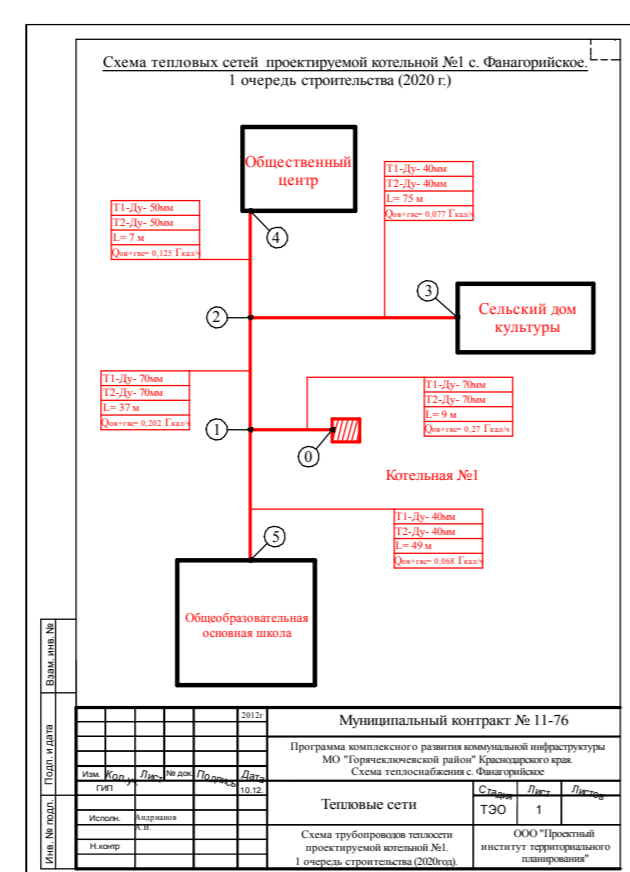 Схема тепловых сетей проектируемой котельной №1 с. Фанагорийское.
1 очередь строительства (2020 г.)
Общественный
центр
Т1-Ду- 40мм
Т2-Ду- 40мм
L= 75 м
Qов+гвс= 0,077 Гкал/ч
Т1-Ду- 50мм
Т2-Ду- 50мм
L= 7 м
Qов+гвс= 0,125 Гкал/ч
4
3
2
Сельский дом
культуры
Т1-Ду- 70мм
Т2-Ду- 70мм
L= 37 м
Qов+гвс= 0,202 Гкал/ч
Т1-Ду- 70мм
Т2-Ду- 70мм
L= 9 м
Qов+гвс= 0,27 Гкал/ч
1
0
Котельная №1
Т1-Ду- 40мм
Т2-Ду- 40мм
L= 49 м
Qов+гвс= 0,068 Гкал/ч
5
Общеобразовательная
основная школа
Взам. инв. №
Подп. и дата
Инв. № подл.
2012г
Муниципальный контракт № 11-76
Программа комплексного развития коммунальной инфраструктуры
МО "Горячеключевской район" Краснодарского края.
Схема теплоснабжения с. Фанагорийское
Изм. Кол.уч. Лист № док Подпись Дата
ГИП 10.12.
Исполн. Андрианов
А.В.
Н.контр
Тепловые сети
Стадия Лист Листов
ТЭО 1
Схема трубопроводов теплосети
проектируемой котельной №1.
1 очередь строительства (2020год).
ООО "Проектный
институт территориального
планирования"